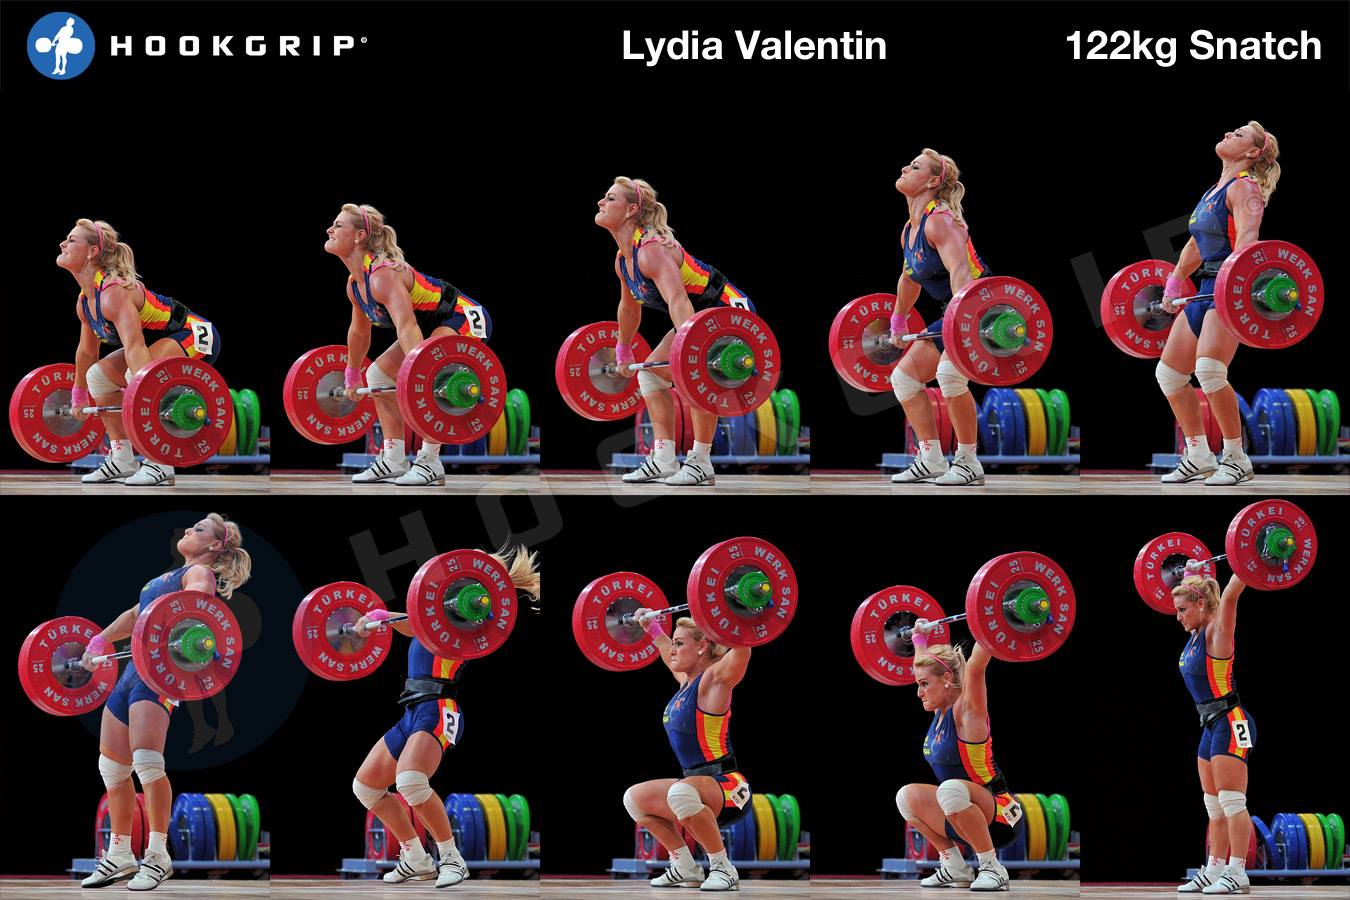 HOOKGRIP©
Lydia Valentin
122kg Snatch
2
TÜRKEI
WERK SAN
25